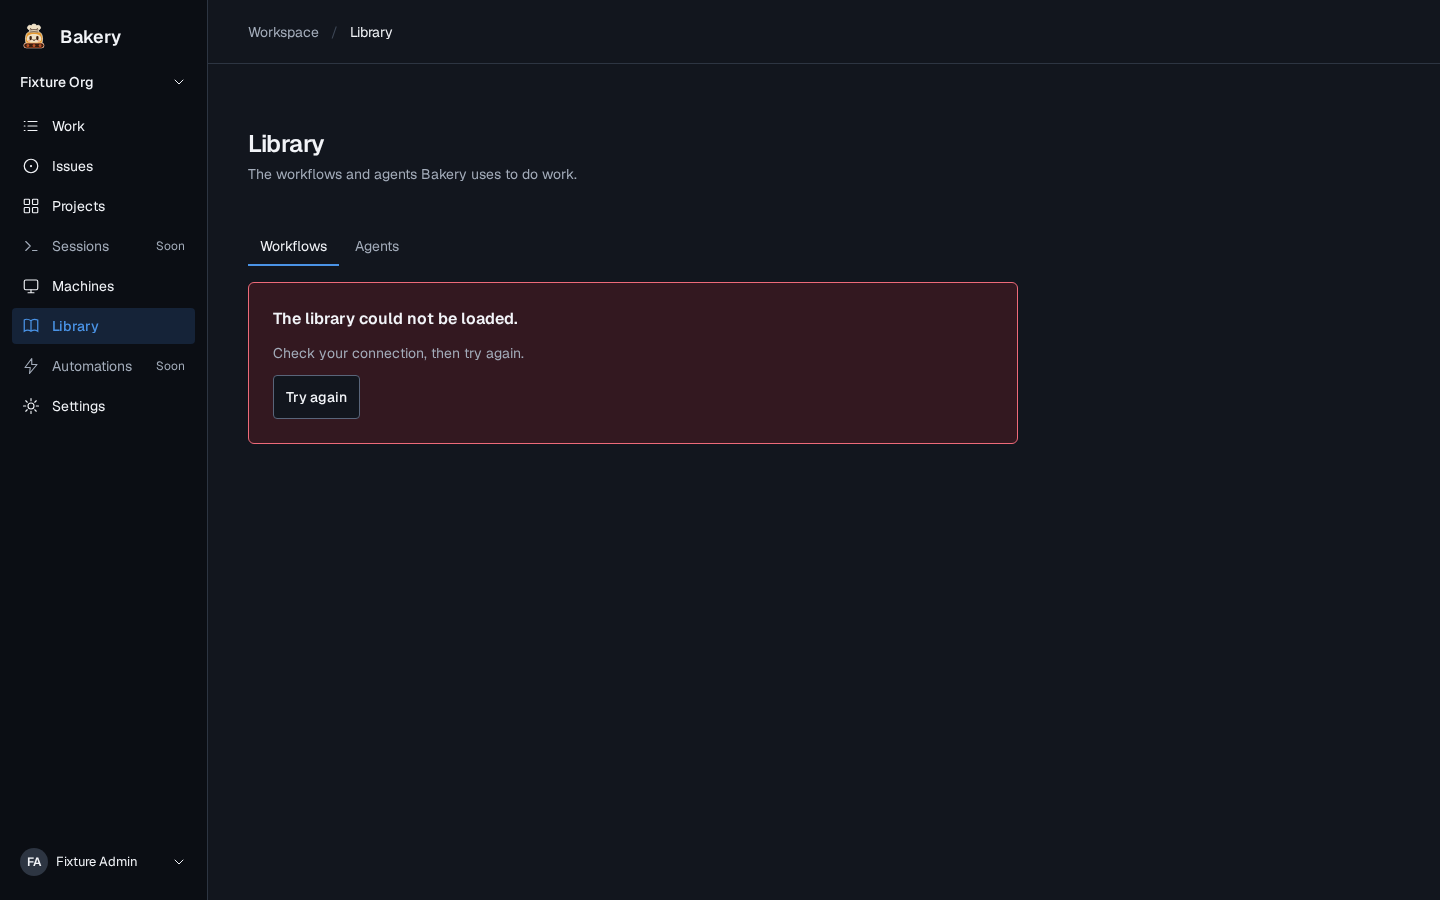 Bakery
Fixture Org
Work
Issues
Projects
Sessions Soon
Machines
Library
Automations Soon
Settings
FA Fixture Admin
Workspace / Library
Library
The workflows and agents Bakery uses to do work.
Workflows Agents
The library could not be loaded.
Check your connection, then try again.
Try again